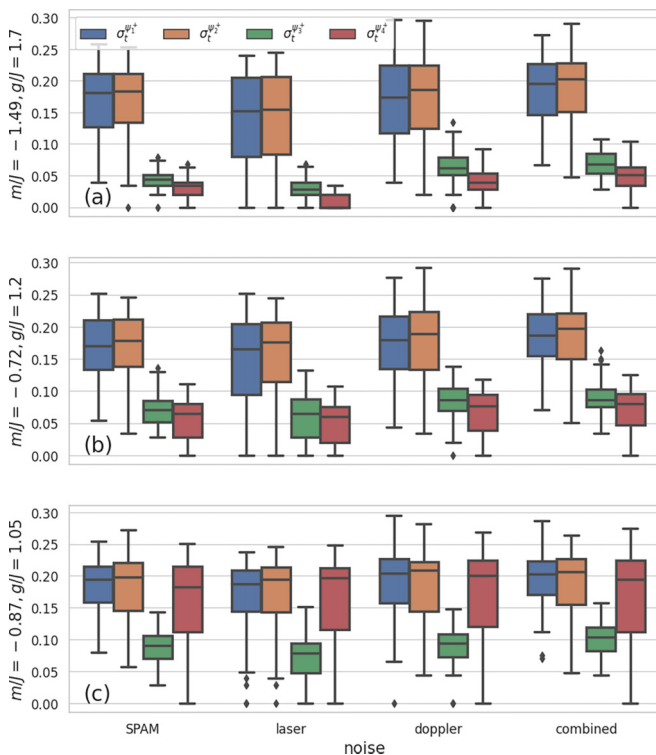 σ_t^{Ψ_1^+} σ_t^{Ψ_2^+} σ_t^{Ψ_3^+} σ_t^{Ψ_4^+}
m/J = −1.49, g/J = 1.7
0.30
0.25
0.20
0.15
0.10
0.05
0.00
(a)
m/J = −0.72, g/J = 1.2
0.30
0.25
0.20
0.15
0.10
0.05
0.00
(b)
m/J = −0.87, g/J = 1.05
0.30
0.25
0.20
0.15
0.10
0.05
0.00
(c)
SPAM laser doppler combined
noise